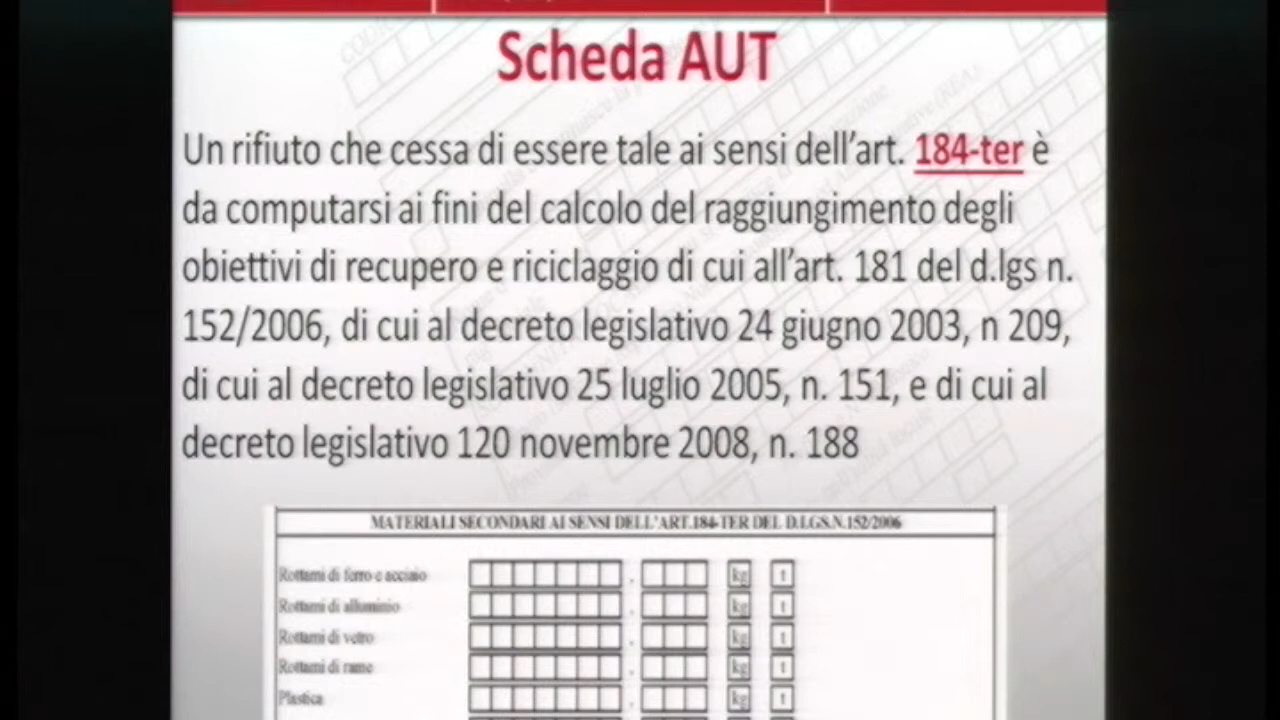 Scheda AUT
Un rifiuto che cessa di essere tale ai sensi dell'art. 184-ter è
da computarsi ai fini del calcolo del raggiungimento degli
obiettivi di recupero e riciclaggio di cui all'art. 181 del d.lgs n.
152/2006, di cui al decreto legislativo 24 giugno 2003, n 209,
di cui al decreto legislativo 25 luglio 2005, n. 151, e di cui al
decreto legislativo 120 novembre 2008, n. 188
MATERIALI SECONDARI AI SENSI DELL'ART.184-TER DEL D.LGS.N.152/2006
Rottami di ferro e acciaio , kg t
Rottami di alluminio , kg t
Rottami di vetro , kg t
Rottami di rame , kg t
Plastica , kg t